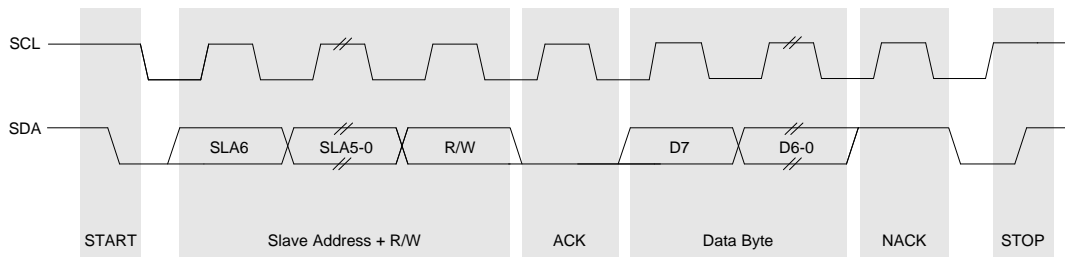 SCL
SDA
SLA6 SLA5-0 R/W D7 D6-0
START Slave Address + R/W ACK Data Byte NACK STOP